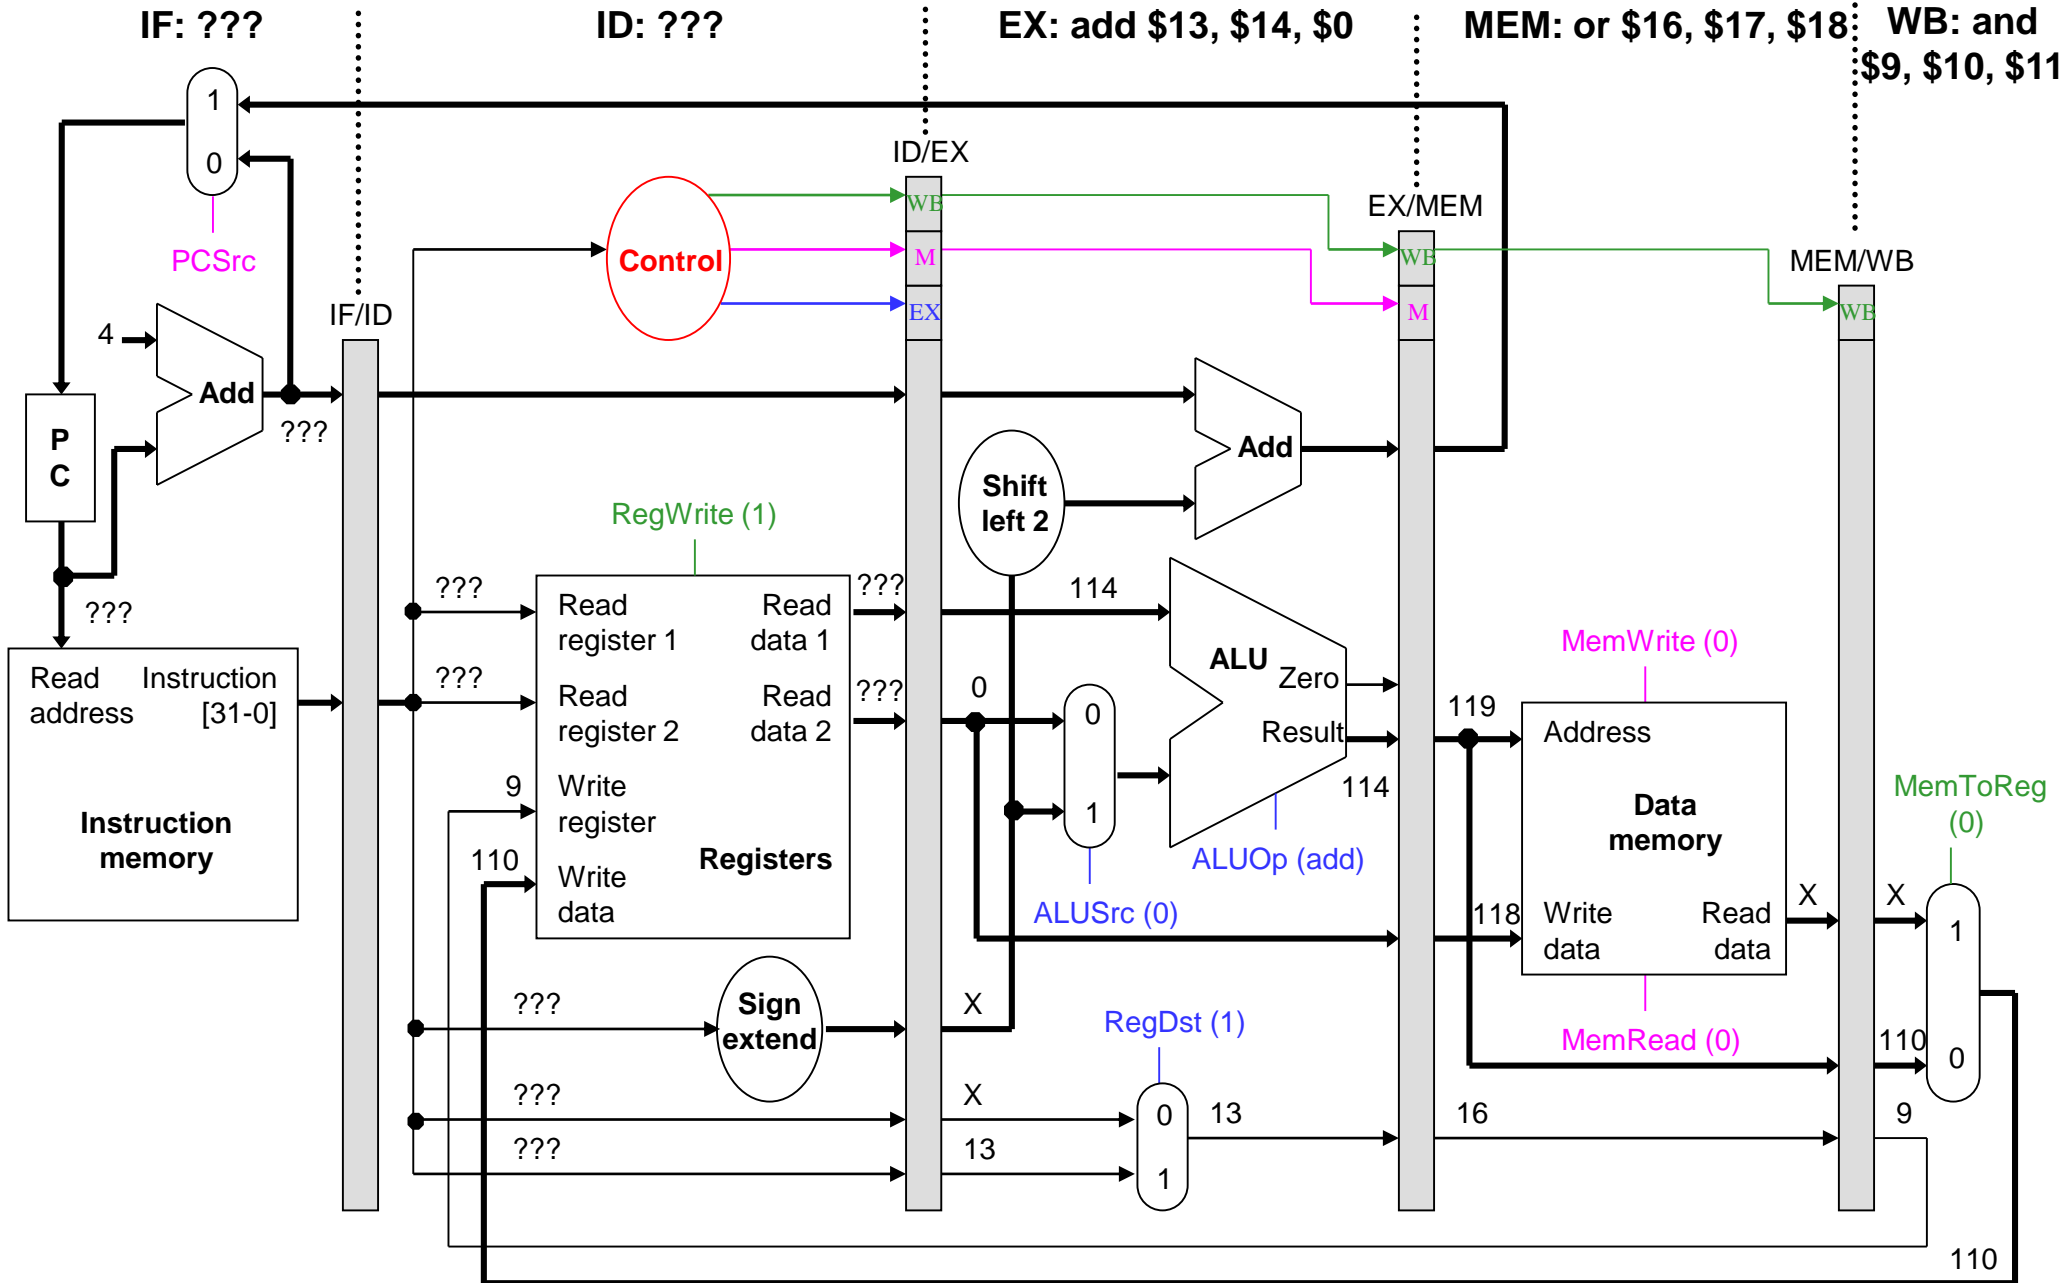 IF: ???
ID: ???
EX: add $13, $14, $0
MEM: or $16, $17, $18
WB: and
$9, $10, $11
1
0
PCSrc
4
Add
???
P
C
???
Read
address
Instruction
[31-0]
Instruction
memory
IF/ID
Control
ID/EX
WB
M
EX
RegWrite (1)
???
???
9
110
Read
register 1
Read
data 1
Read
register 2
Read
data 2
Write
register
Write
data
Registers
???
???
???
Sign
extend
???
???
Shift
left 2
Add
114
0
0
1
ALUSrc (0)
ALU
Zero
Result
114
ALUOp (add)
X
X
13
RegDst (1)
0
1
13
EX/MEM
WB
M
119
118
16
MemWrite (0)
Address
Data
memory
Write
data
Read
data
MemRead (0)
X
MEM/WB
WB
X
110
9
MemToReg
(0)
1
0
110